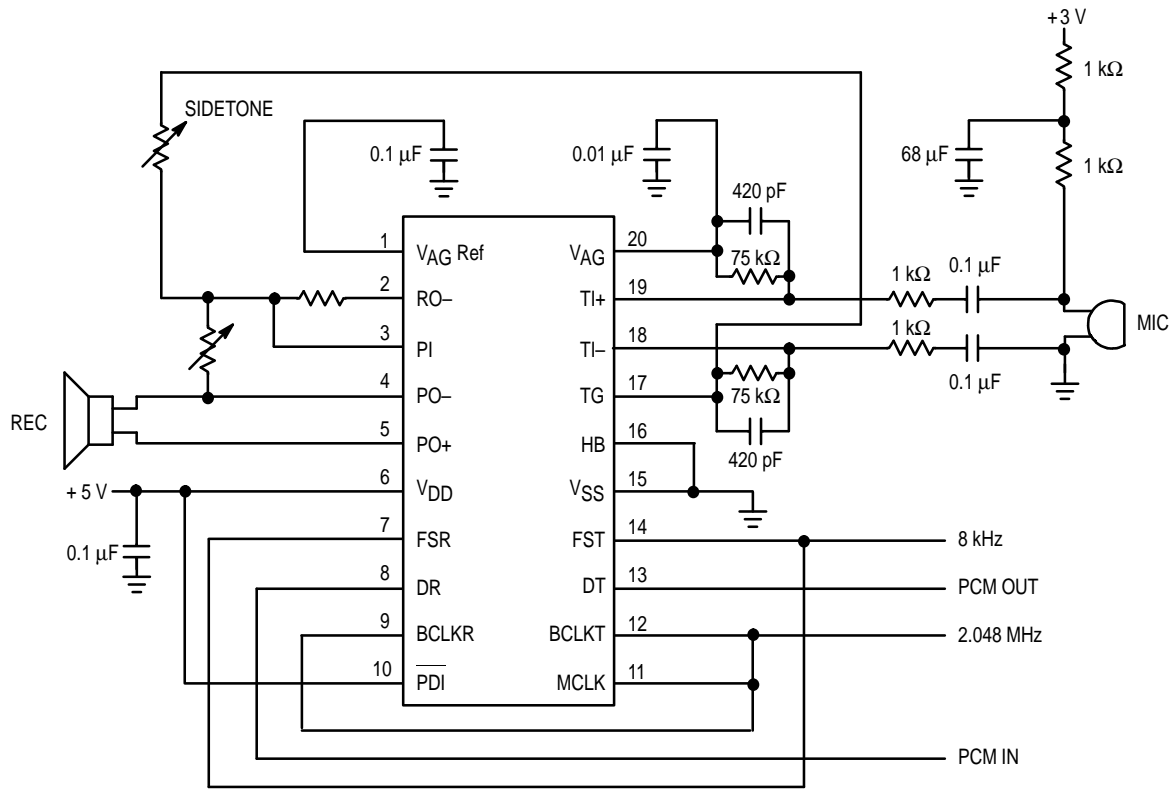 +3 V
1 kΩ
SIDETONE
0.1 µF
0.01 µF
68 µF
1 kΩ
420 pF
1
VAG Ref
VAG
20
75 kΩ
1 kΩ
0.1 µF
2
RO–
TI+
19
1 kΩ
MIC
3
PI
TI–
18
0.1 µF
4
PO–
TG
17
75 kΩ
REC
5
PO+
HB
16
420 pF
+ 5 V
6
VDD
VSS
15
7
FSR
FST
14
8 kHz
0.1 µF
8
DR
DT
13
PCM OUT
9
BCLKR
BCLKT
12
2.048 MHz
10
PDI
MCLK
11
PCM IN